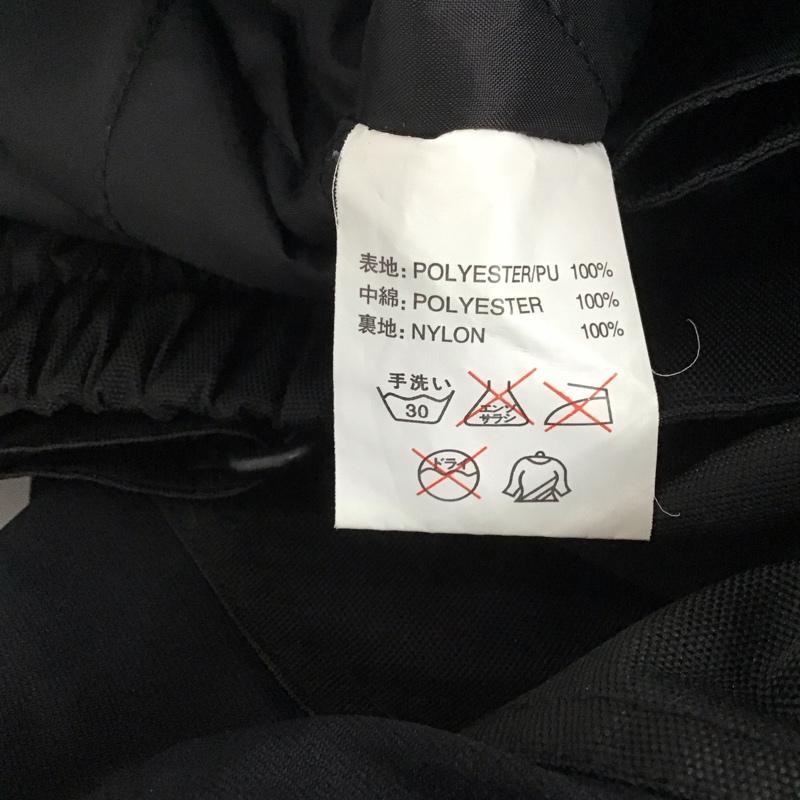 表地: POLYESTER/PU 100%
中綿: POLYESTER 100%
裏地: NYLON 100%
手洗い
30
エンソ
サラシ
ドライ